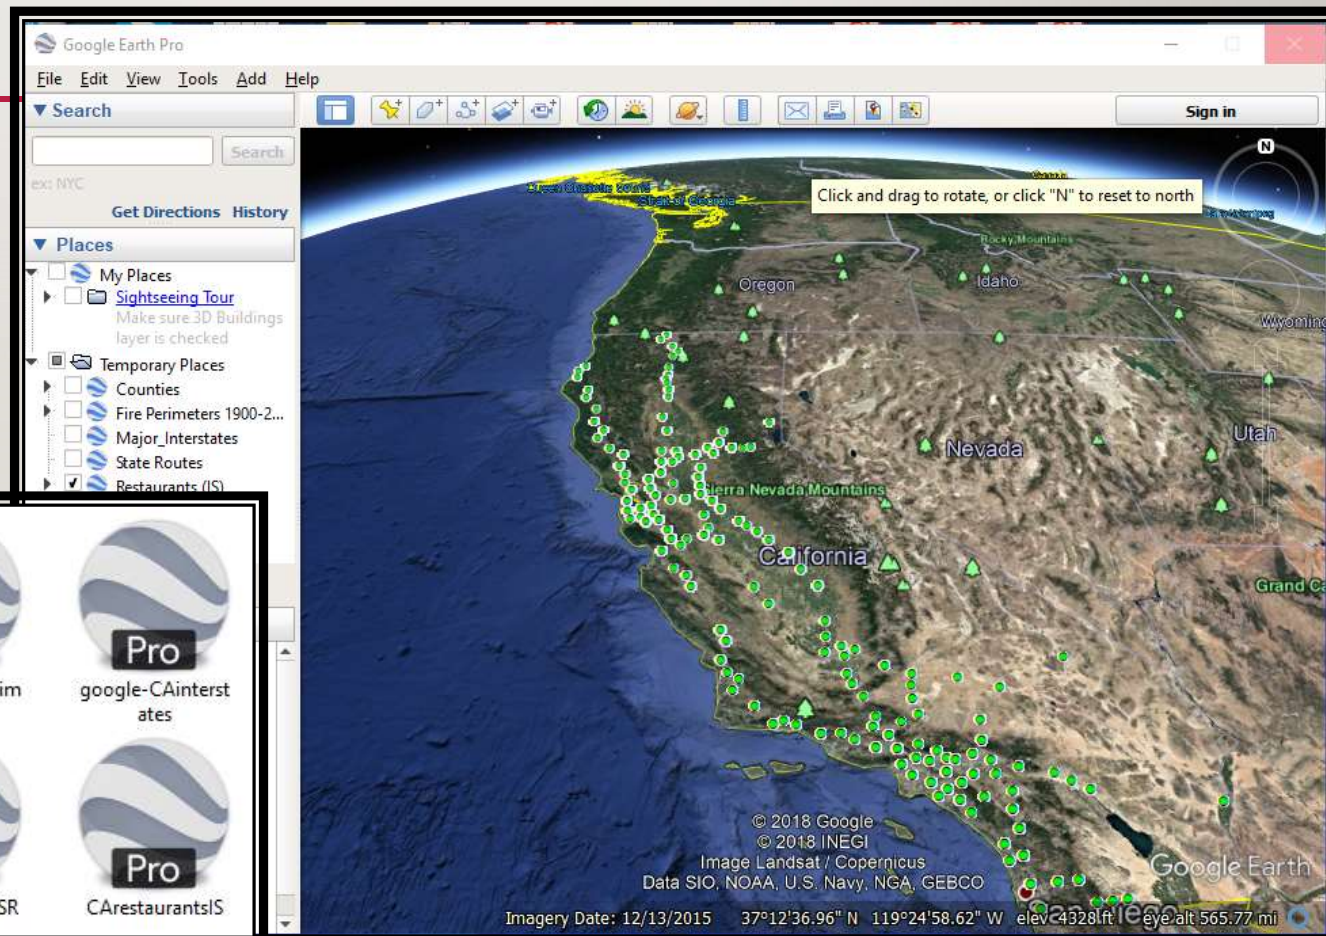 Google Earth Pro
File Edit View Tools Add Help
Search
Sign in
Search
ex: NYC
Get Directions History
Places
My Places
Sightseeing Tour
Make sure 3D Buildings
layer is checked
Temporary Places
Counties
Fire Perimeters 1900-2...
Major_Interstates
State Routes
Restaurants (IS)
N
Click and drag to rotate, or click "N" to reset to north
Strait of Georgia
Rocky Mountains
Oregon
Idaho
Wyoming
Utah
Nevada
Sierra Nevada Mountains
California
Grand Ca
© 2018 Google
© 2018 INEGI
Image Landsat / Copernicus
Data SIO, NOAA, U.S. Navy, NGA, GEBCO
Google Earth
San Diego
Imagery Date: 12/13/2015 37°12'36.96" N 119°24'58.62" W elev 4328 ft eye alt 565.77 mi
Pro
im
google-CAinterst
ates
Pro
SR
CArestaurantsIS